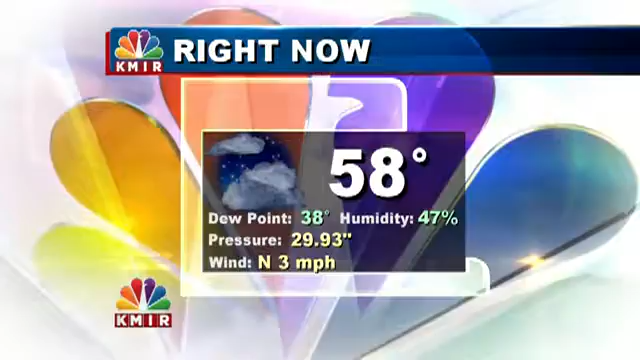 KMIR RIGHT NOW
58°
Dew Point: 38° Humidity: 47%
Pressure: 29.93"
Wind: N 3 mph
KMIR